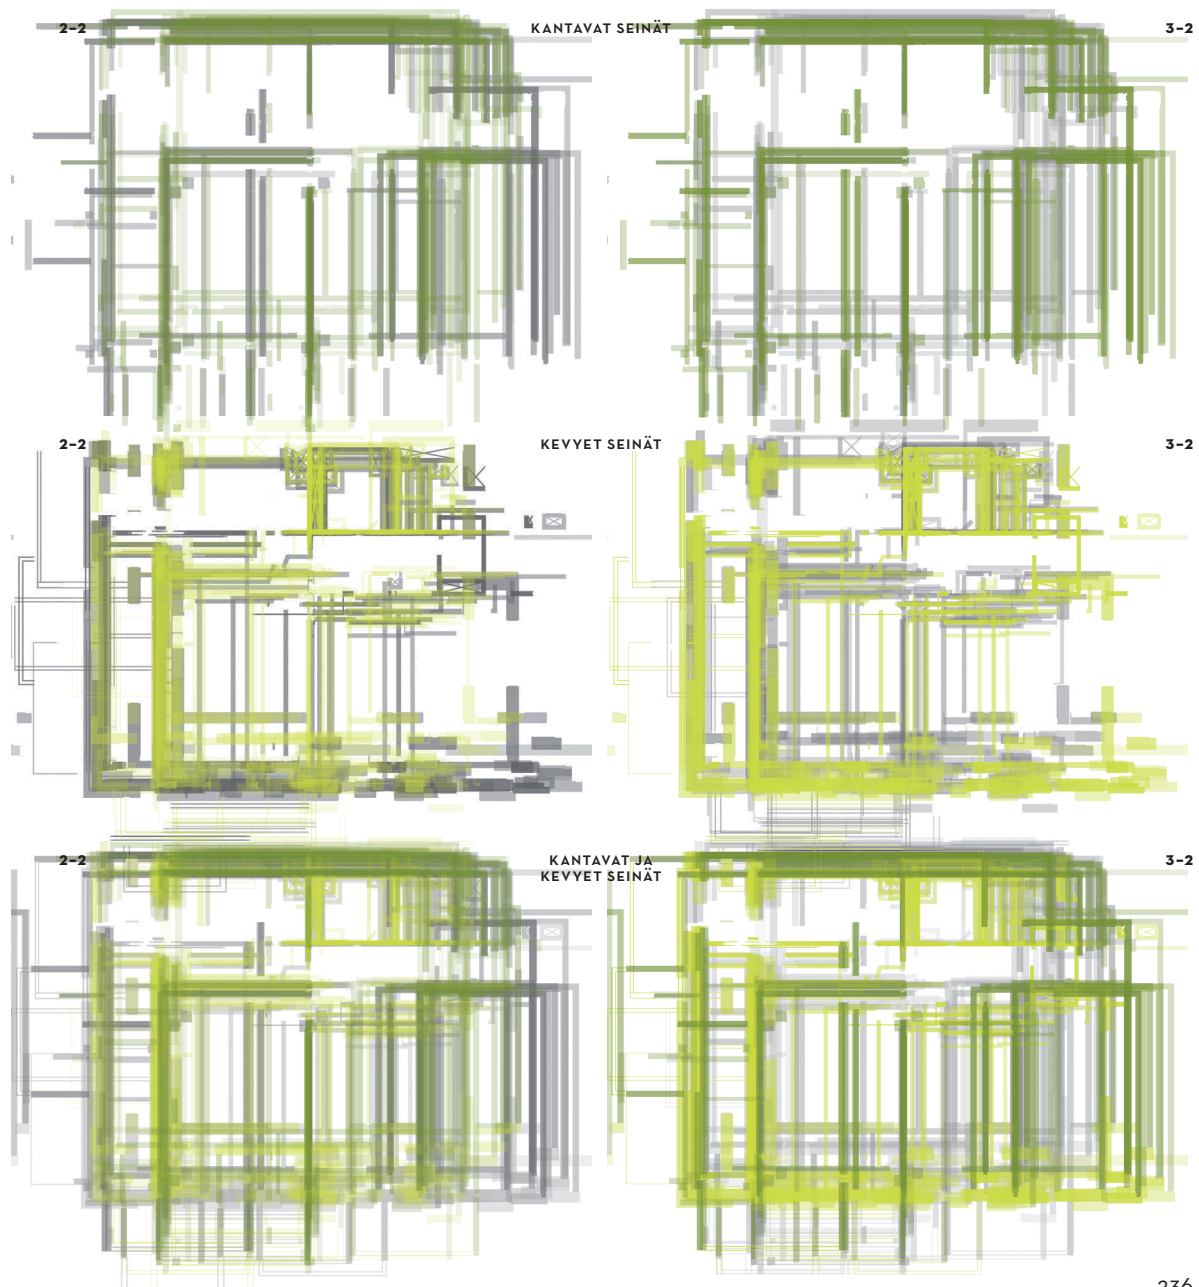 2–2 KANTAVAT SEINÄT 3–2
2–2 KEVYET SEINÄT 3–2
2–2 KANTAVAT JA 3–2
KEVYET SEINÄT
236